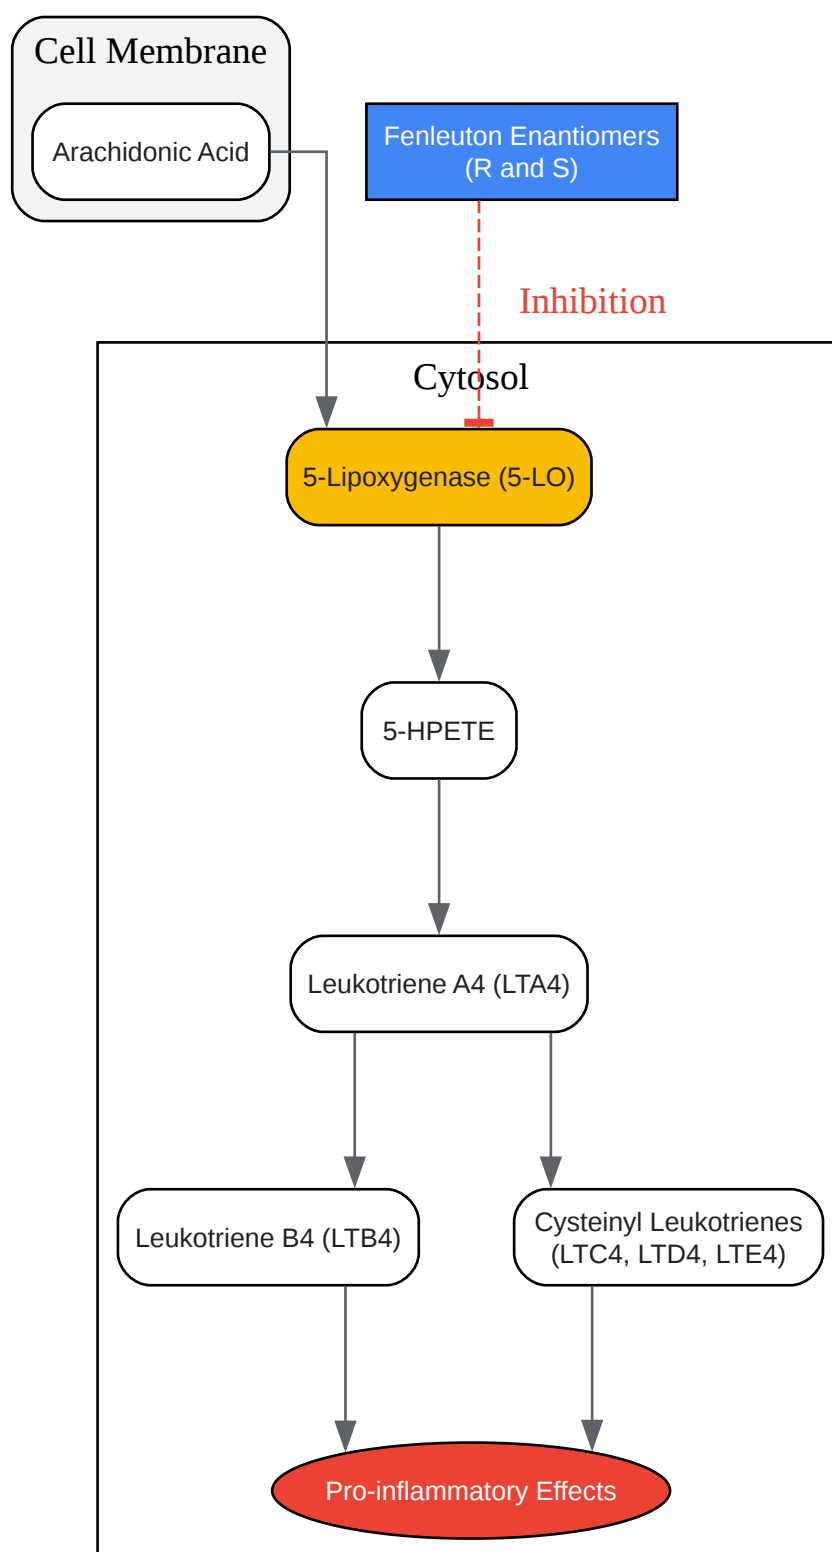 Cell Membrane
Arachidonic Acid
Fenleuton Enantiomers
(R and S)
Inhibition
Cytosol
5-Lipoxygenase (5-LO)
5-HPETE
Leukotriene A4 (LTA4)
Leukotriene B4 (LTB4)
Cysteinyl Leukotrienes
(LTC4, LTD4, LTE4)
Pro-inflammatory Effects